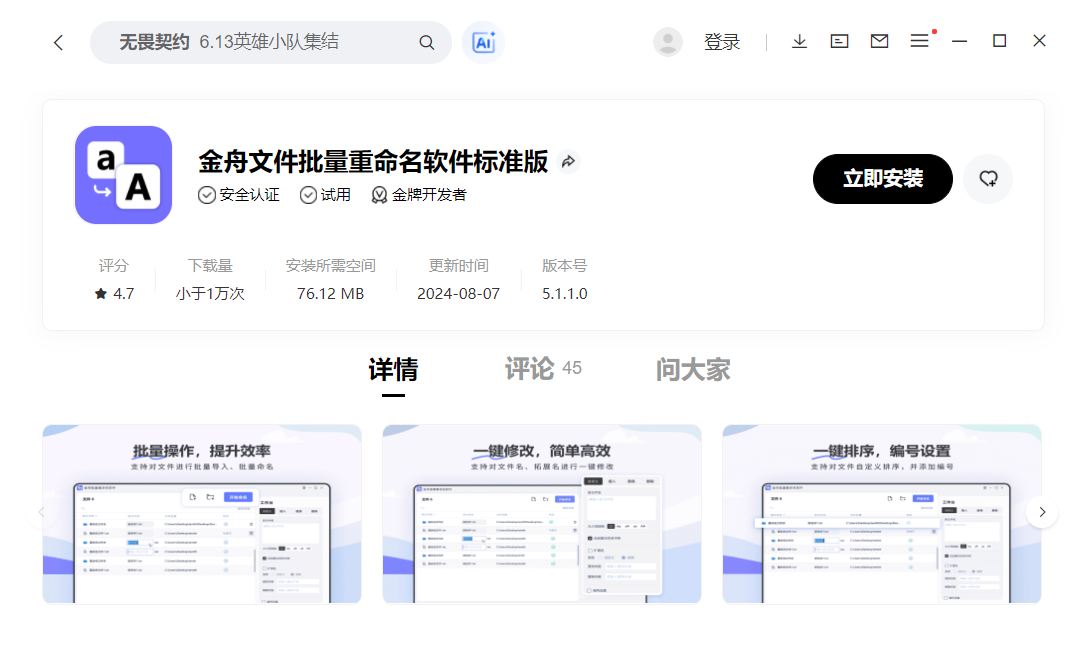 无畏契约 6.13英雄小队集结
AI
登录
a
A
金舟文件批量重命名软件标准版
立即安装
安全认证 试用 金牌开发者
评分 下载量 安装所需空间 更新时间 版本号
4.7 小于1万次 76.12 MB 2024-08-07 5.1.1.0
详情 评论 45 问大家
批量操作，提升效率
支持对文件进行批量导入、批量命名
一键修改，简单高效
支持对文件名、拓展名进行一键修改
一键排序，编号设置
支持对文件自定义排序，并添加编号